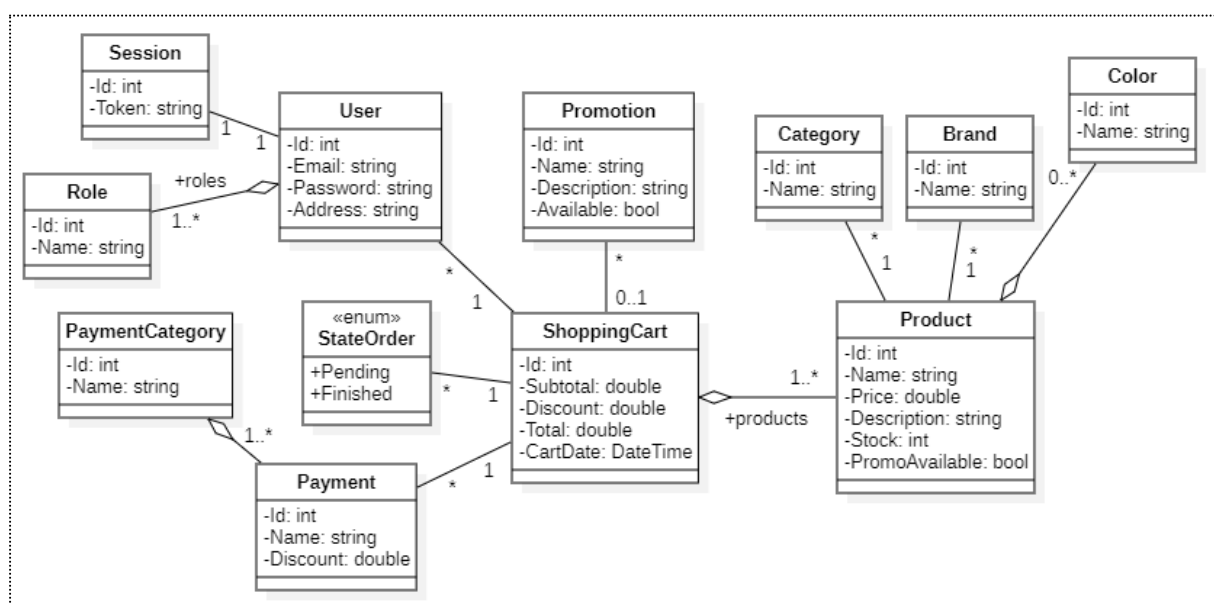 Session
-Id: int
-Token: string
1
1
User
-Id: int
-Email: string
-Password: string
-Address: string
+roles
1..*
Role
-Id: int
-Name: string
Promotion
-Id: int
-Name: string
-Description: string
-Available: bool
*
0..1
Category
-Id: int
-Name: string
*
1
Brand
-Id: int
-Name: string
*
1
Color
-Id: int
-Name: string
0..*
*
1
PaymentCategory
-Id: int
-Name: string
1..*
«enum»
StateOrder
+Pending
+Finished
*
1
ShoppingCart
-Id: int
-Subtotal: double
-Discount: double
-Total: double
-CartDate: DateTime
1..*
+products
Product
-Id: int
-Name: string
-Price: double
-Description: string
-Stock: int
-PromoAvailable: bool
1
*
Payment
-Id: int
-Name: string
-Discount: double